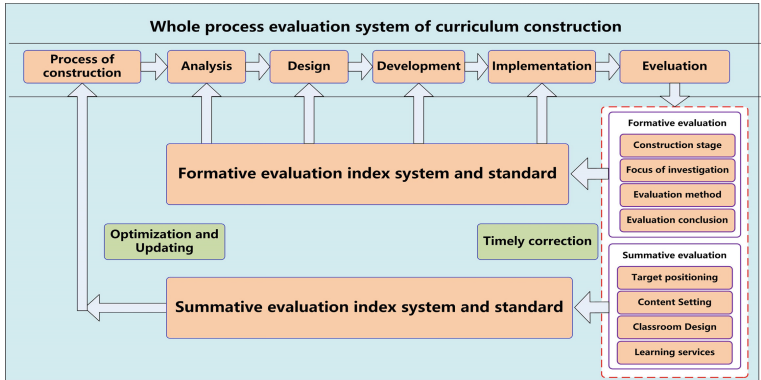 Whole process evaluation system of curriculum construction
Process of
construction
Analysis
Design
Development
Implementation
Evaluation
Formative evaluation
Construction stage
Focus of investigation
Evaluation method
Evaluation conclusion
Formative evaluation index system and standard
Optimization and
Updating
Timely correction
Summative evaluation
Target positioning
Content Setting
Classroom Design
Learning services
Summative evaluation index system and standard